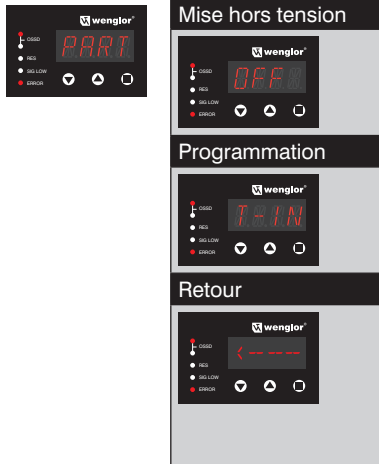 wenglor®
OSSD
PART
RES
SIG LOW
ERROR
Mise hors tension
wenglor®
OSSD
OFF
RES
SIG LOW
ERROR
Programmation
wenglor®
OSSD
T-IN
RES
SIG LOW
ERROR
Retour
wenglor®
OSSD
<-----
RES
SIG LOW
ERROR